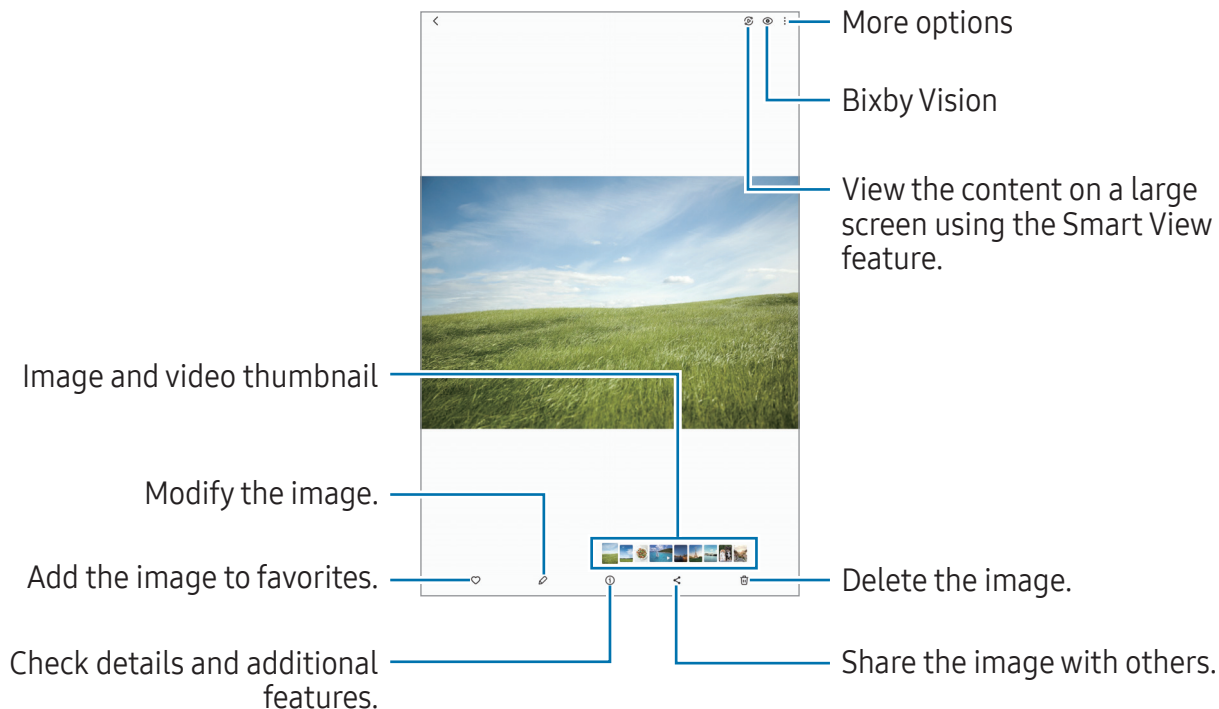 More options
Bixby Vision
View the content on a large
screen using the Smart View
feature.
Image and video thumbnail
Modify the image.
Add the image to favorites.
Delete the image.
Check details and additional
features.
Share the image with others.